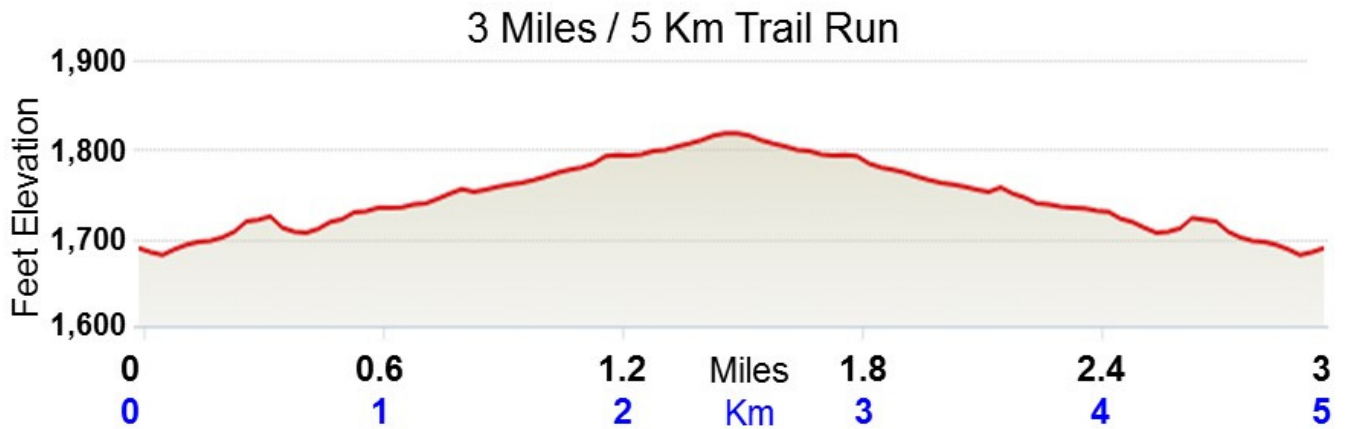 3 Miles / 5 Km Trail Run
Feet Elevation
1,900
1,800
1,700
1,600
0 0.6 1.2 Miles 1.8 2.4 3
0 1 2 Km 3 4 5